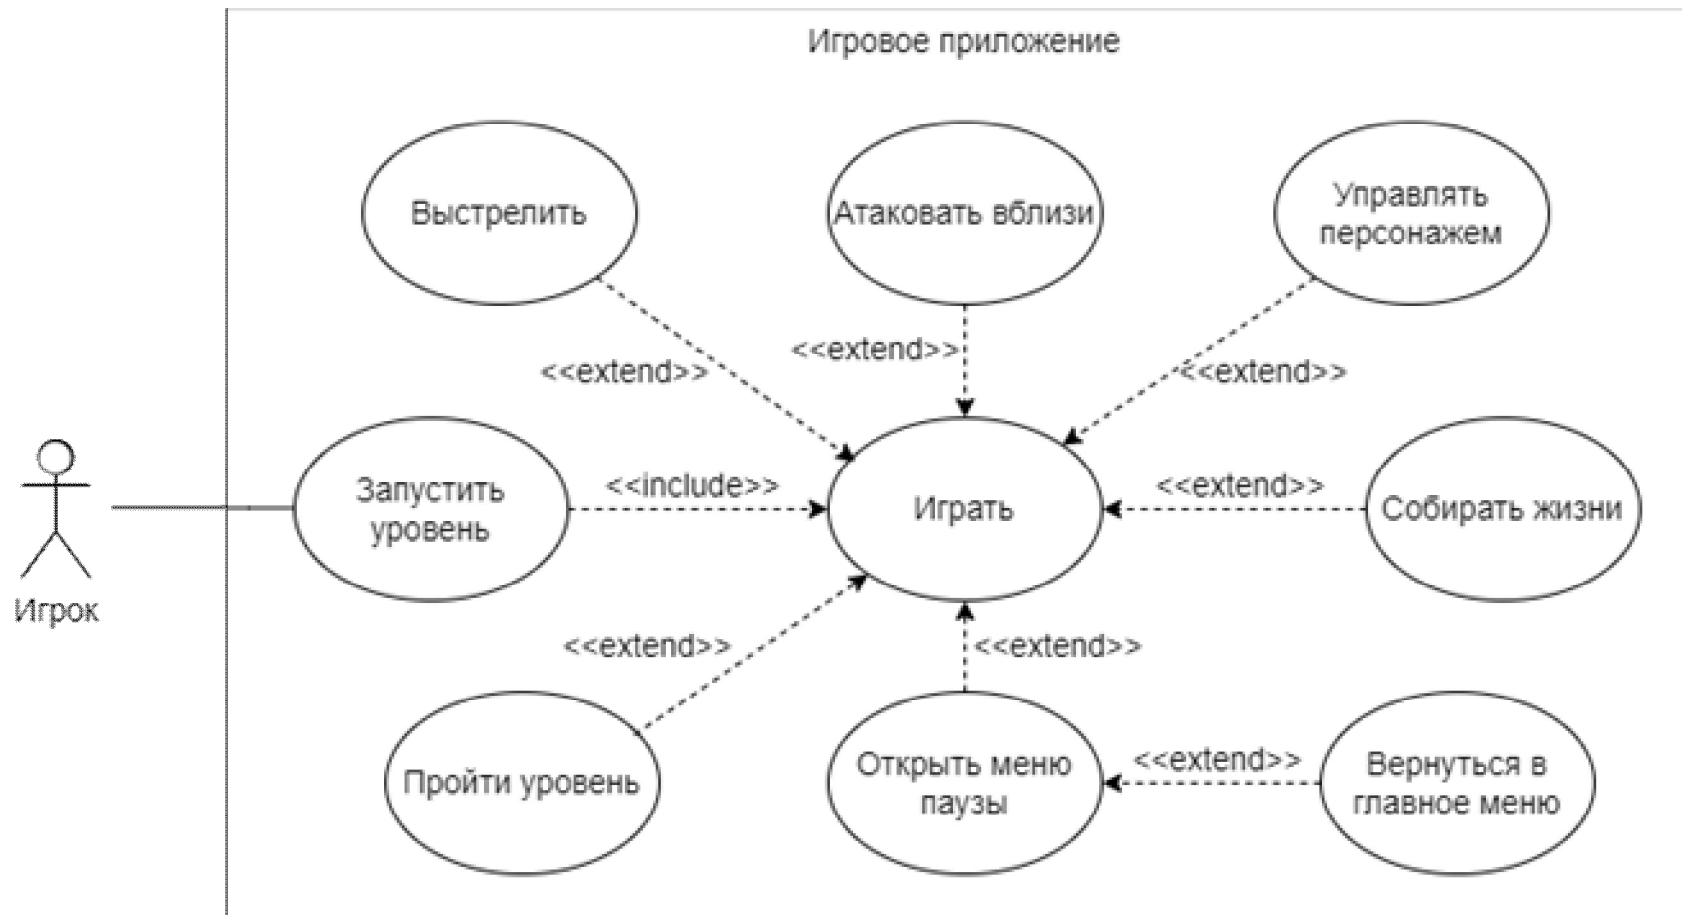 Игровое приложение
Выстрелить
Атаковать вблизи
Управлять
персонажем
<<extend>>
<<extend>>
<<extend>>
Запустить
уровень
<<include>>
Играть
<<extend>>
Собирать жизни
Игрок
<<extend>>
<<extend>>
Пройти уровень
Открыть меню
паузы
<<extend>>
Вернуться в
главное меню